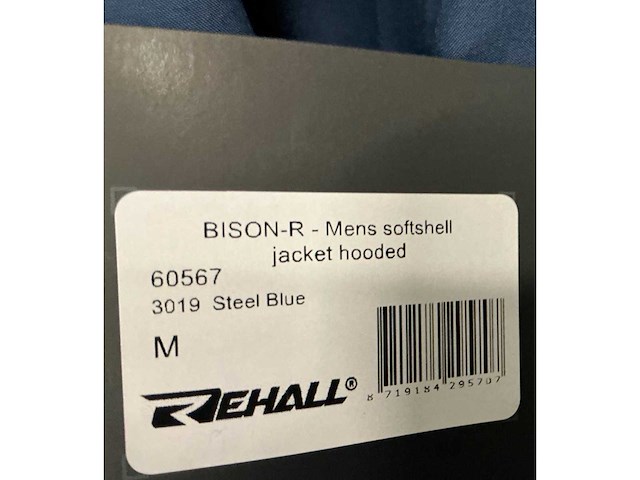 BISON-R - Mens softshell
jacket hooded
60567
3019 Steel Blue
M
REHALL®
8 719184 295707